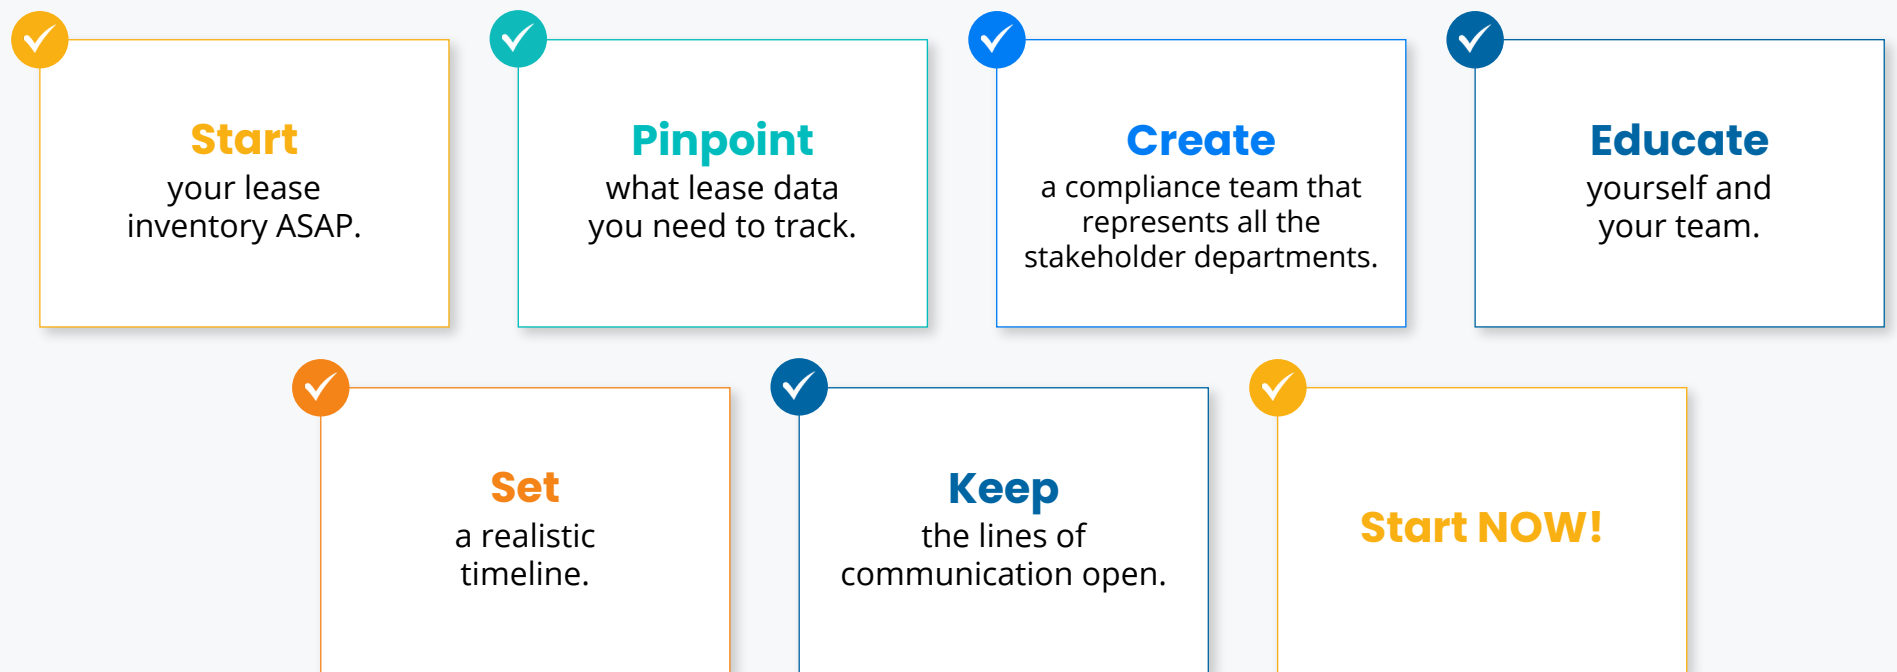 Start
your lease
inventory ASAP.
Pinpoint
what lease data
you need to track.
Create
a compliance team that
represents all the
stakeholder departments.
Educate
yourself and
your team.
Set
a realistic
timeline.
Keep
the lines of
communication open.
Start NOW!